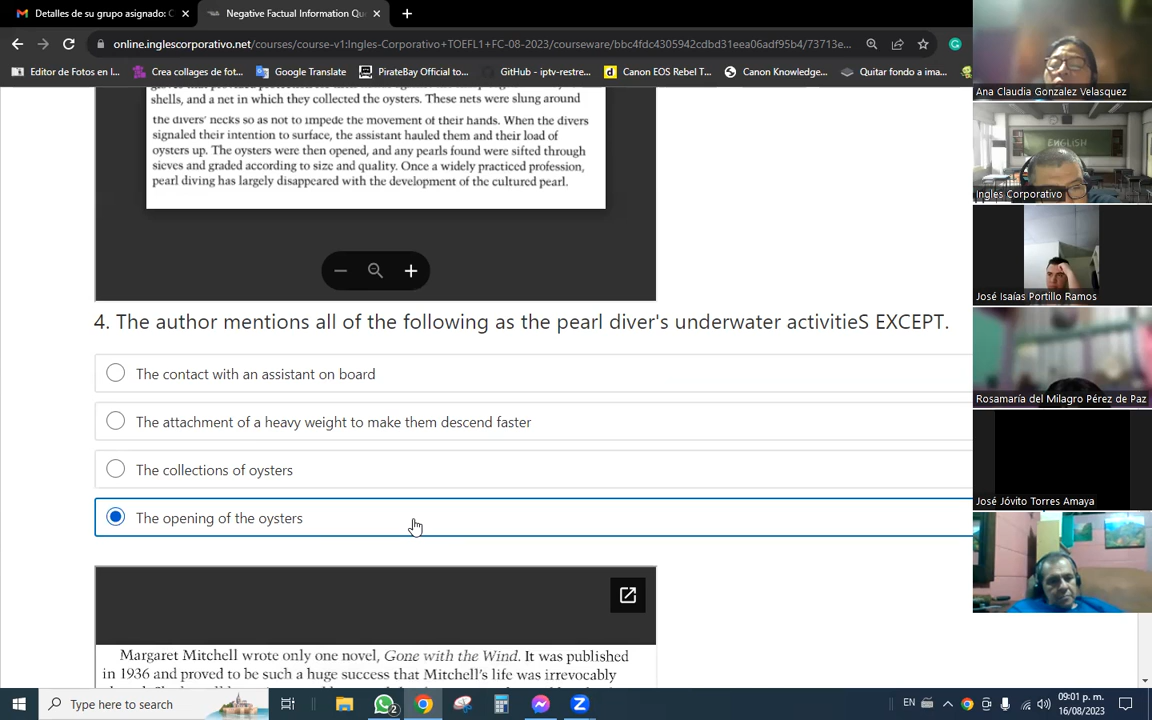 Detalles de su grupo asignado: C
Negative Factual Information Qu
online.inglescorporativo.net/courses/course-v1:Ingles-Corporativo+TOEFL1+FC-08-2023/courseware/bbc4fdc4305942cdbd31eea06adf95b4/73713e...
Editor de Fotos en l...
Crea collages de fot...
Google Translate
PirateBay Official to...
GitHub - iptv-restre...
Canon EOS Rebel T...
Canon Knowledge...
Quitar fondo a ima...
shells, and a net in which they collected the oysters. These nets were slung around
the divers' necks so as not to impede the movement of their hands. When the divers
signaled their intention to surface, the assistant hauled them and their load of
oysters up. The oysters were then opened, and any pearls found were sifted through
sieves and graded according to size and quality. Once a widely practiced profession,
pearl diving has largely disappeared with the development of the cultured pearl.
4. The author mentions all of the following as the pearl diver's underwater activitieS EXCEPT.
The contact with an assistant on board
The attachment of a heavy weight to make them descend faster
The collections of oysters
The opening of the oysters
Margaret Mitchell wrote only one novel, Gone with the Wind. It was published
in 1936 and proved to be such a huge success that Mitchell's life was irrevocably
Ana Claudia Gonzalez Velasquez
ENGLISH
Ingles Corporativo
José Isaías Portillo Ramos
Rosamaría del Milagro Pérez de Paz
José Jóvito Torres Amaya
Type here to search
2
EN
09:01 p. m.
16/08/2023